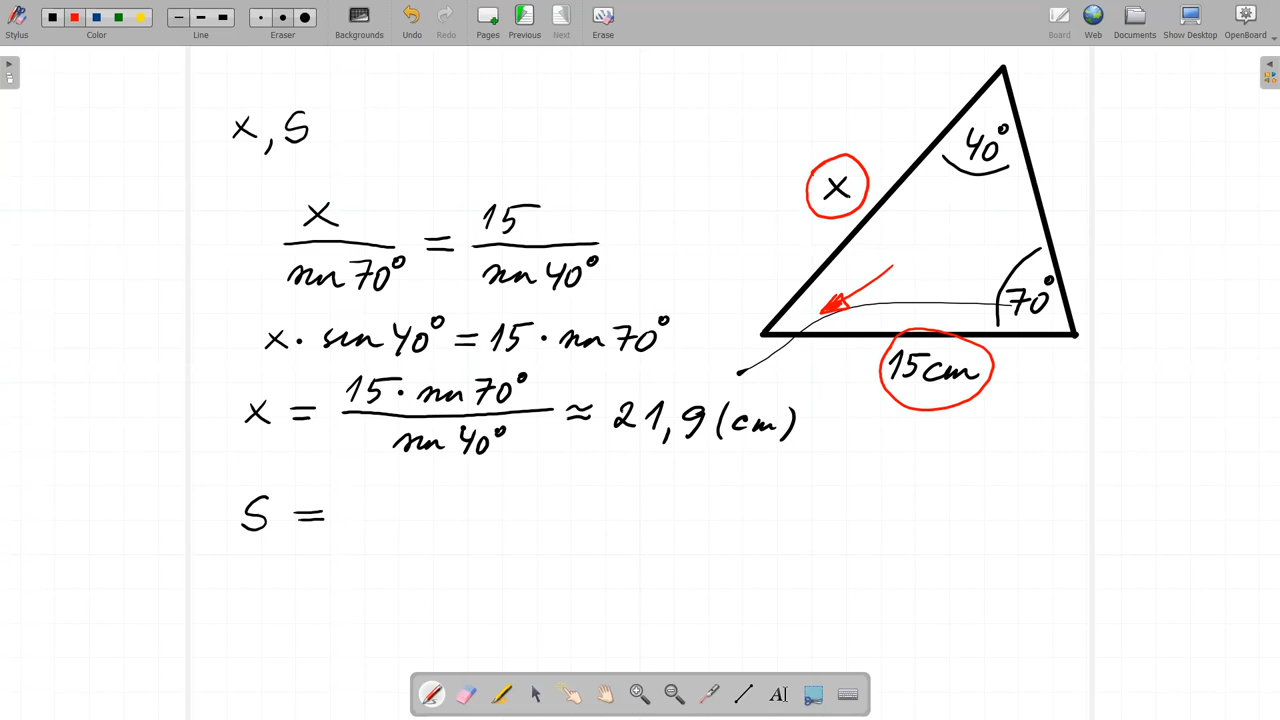 Stylus Color Line Eraser Backgrounds Undo Redo Pages Previous Next Erase Board Web Documents Show Desktop OpenBoard
x, S
x / sin 70° = 15 / sin 40°
x · sin 40° = 15 · sin 70°
x = 15 · sin 70° / sin 40° ≈ 21,9 (cm)
S =
40°
x
70°
15cm
AI